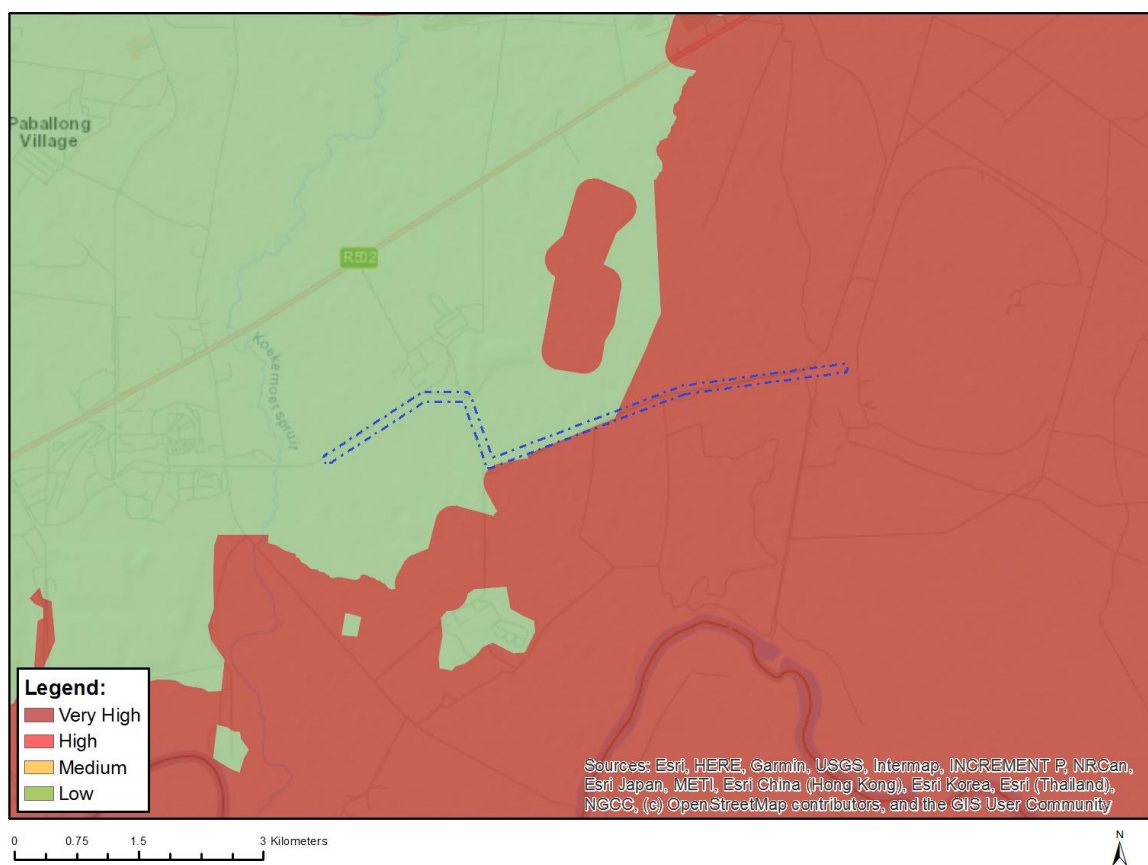 Paballong
Village
R502
Koekemoerspruit
Legend:
Very High
High
Medium
Low
Sources: Esri, HERE, Garmin, USGS, Intermap, INCREMENT P, NRCan,
Esri Japan, METI, Esri China (Hong Kong), Esri Korea, Esri (Thailand),
NGCC, (c) OpenStreetMap contributors, and the GIS User Community
0 0.75 1.5 3 Kilometers
N